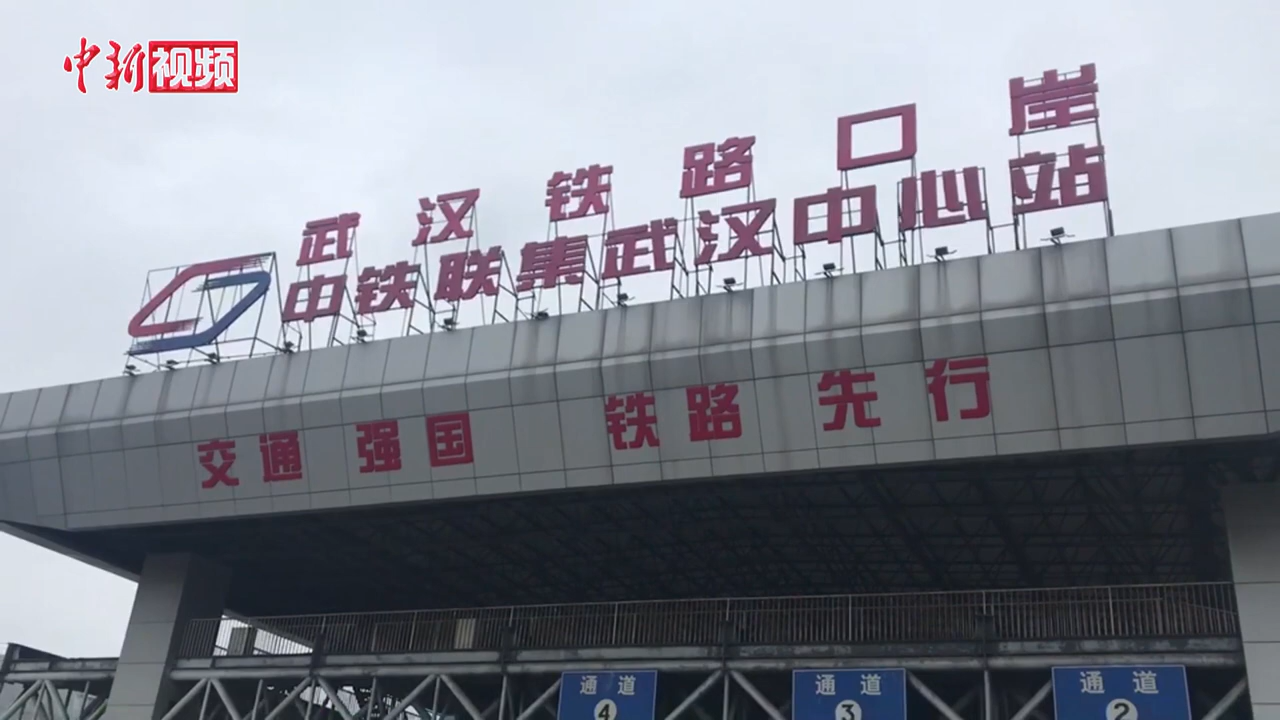 中新视频
武汉铁路口岸
中铁联集武汉中心站
交通 强国 铁路 先行
通道 通道 通道
4 3 2